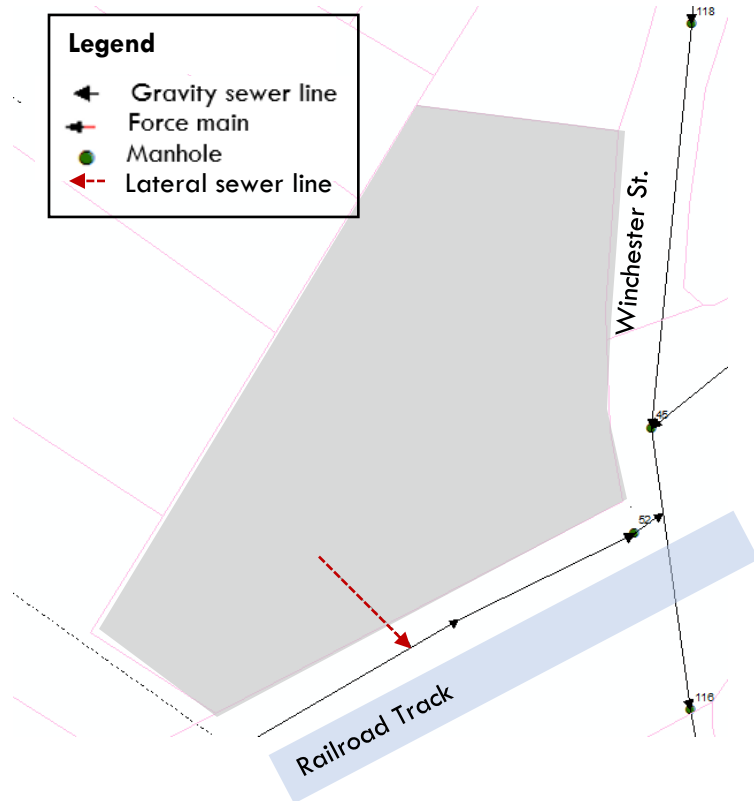 118
Legend
Gravity sewer line
Force main
Manhole
Lateral sewer line
Winchester St.
45
52
116
Railroad Track